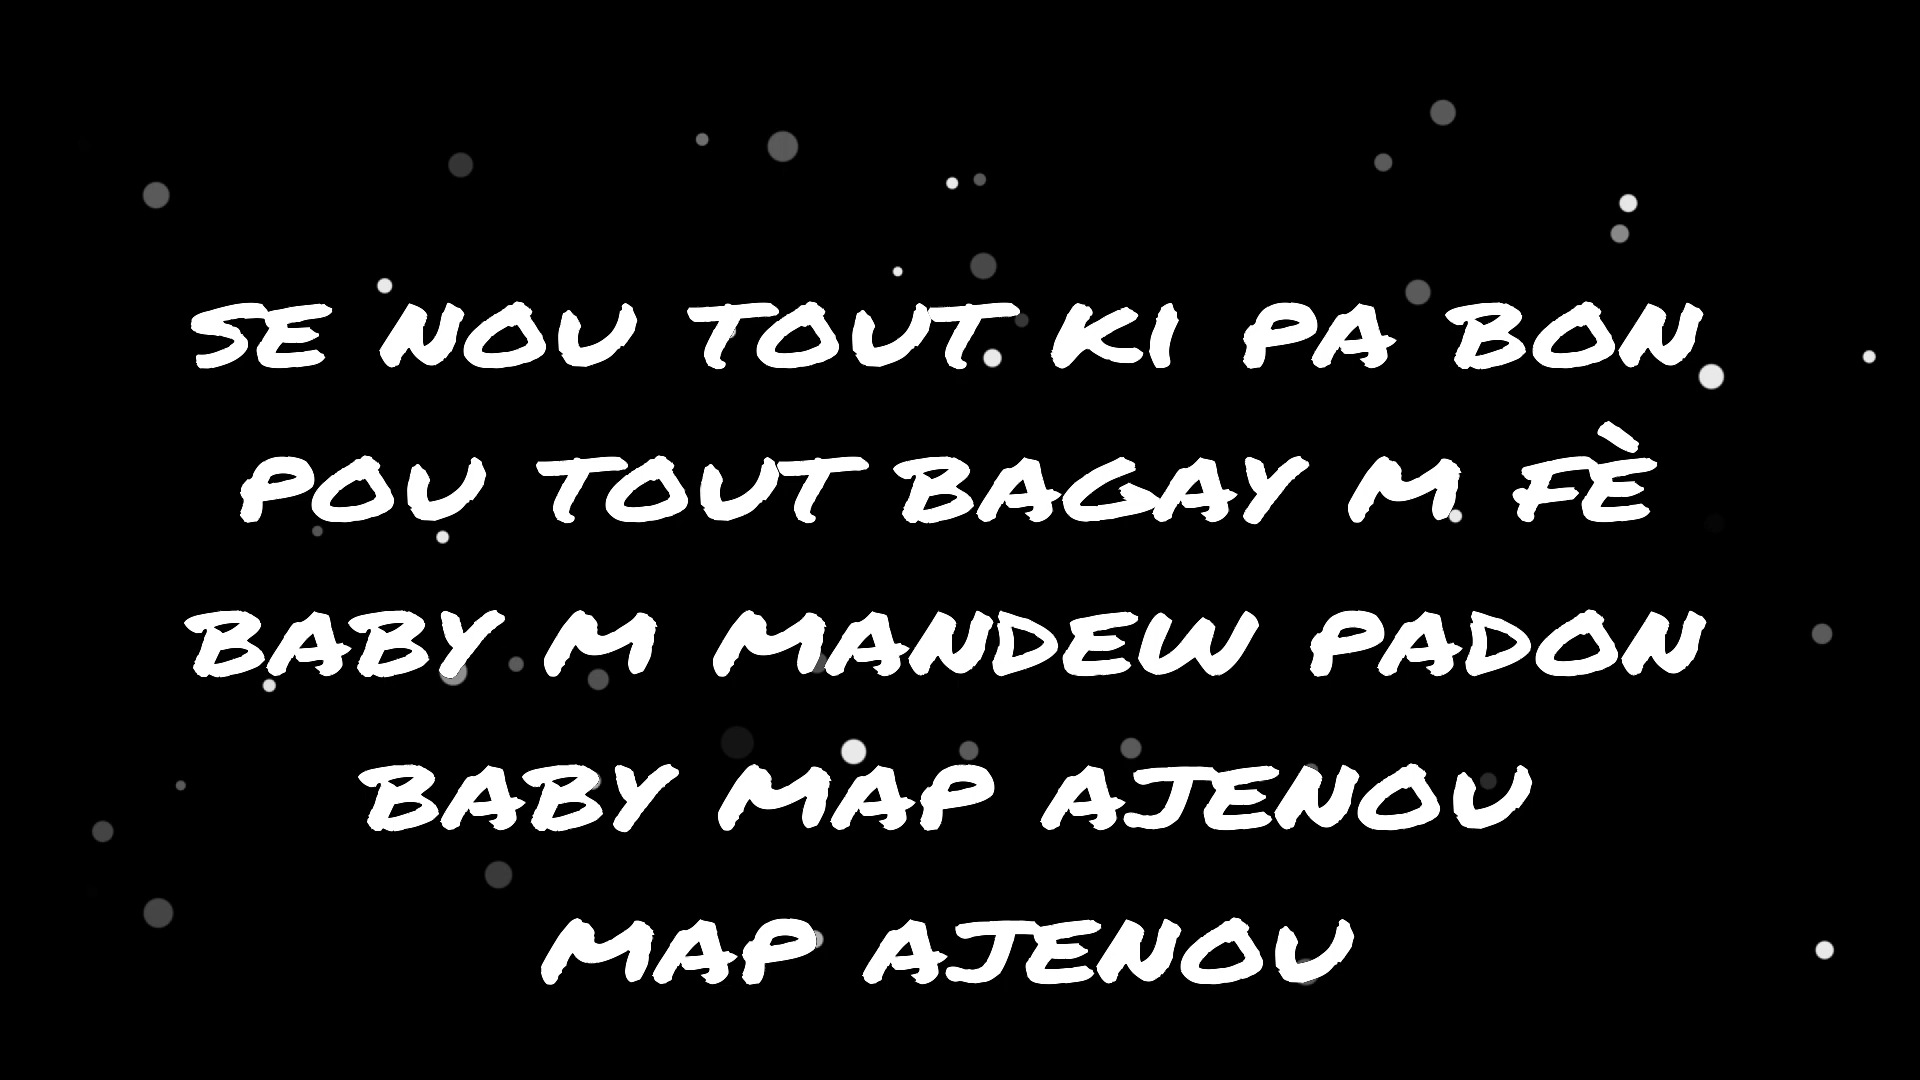 SE NOU TOUT KI PA BON
POU TOUT BAGAY M FÈ
BABY M MANDEW PADON
BABY MAP AJENOU
MAP AJENOU